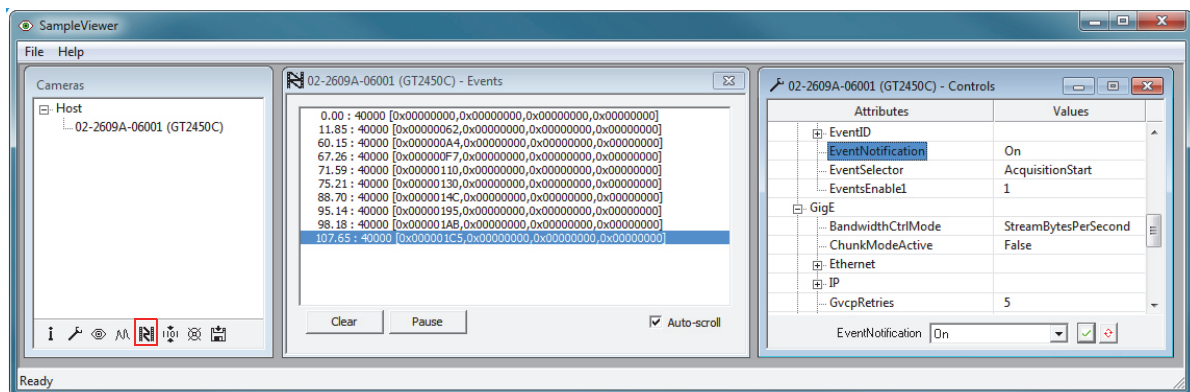 SampleViewer
File Help
Cameras
Host
02-2609A-06001 (GT2450C)
02-2609A-06001 (GT2450C) - Events
0.00 : 40000 [0x00000000,0x00000000,0x00000000,0x00000000]
11.85 : 40000 [0x00000062,0x00000000,0x00000000,0x00000000]
60.15 : 40000 [0x000000A4,0x00000000,0x00000000,0x00000000]
67.26 : 40000 [0x000000F7,0x00000000,0x00000000,0x00000000]
71.59 : 40000 [0x00000110,0x00000000,0x00000000,0x00000000]
75.21 : 40000 [0x00000130,0x00000000,0x00000000,0x00000000]
88.70 : 40000 [0x0000014C,0x00000000,0x00000000,0x00000000]
95.14 : 40000 [0x00000195,0x00000000,0x00000000,0x00000000]
98.18 : 40000 [0x000001AB,0x00000000,0x00000000,0x00000000]
107.65 : 40000 [0x000001C5,0x00000000,0x00000000,0x00000000]
Clear Pause Auto-scroll
02-2609A-06001 (GT2450C) - Controls
Attributes Values
EventID
EventNotification On
EventSelector AcquisitionStart
EventsEnable1 1
GigE
BandwidthCtrlMode StreamBytesPerSecond
ChunkModeActive False
Ethernet
IP
GvcpRetries 5
EventNotification On
Ready